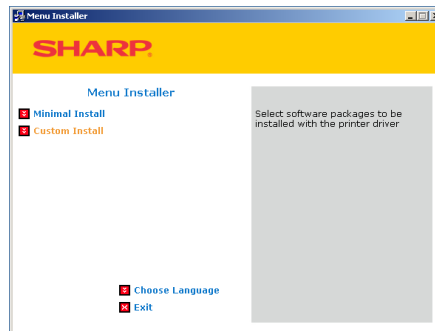 Menu Installer
SHARP
Menu Installer
Minimal Install
Custom Install
Select software packages to be
installed with the printer driver
Choose Language
Exit